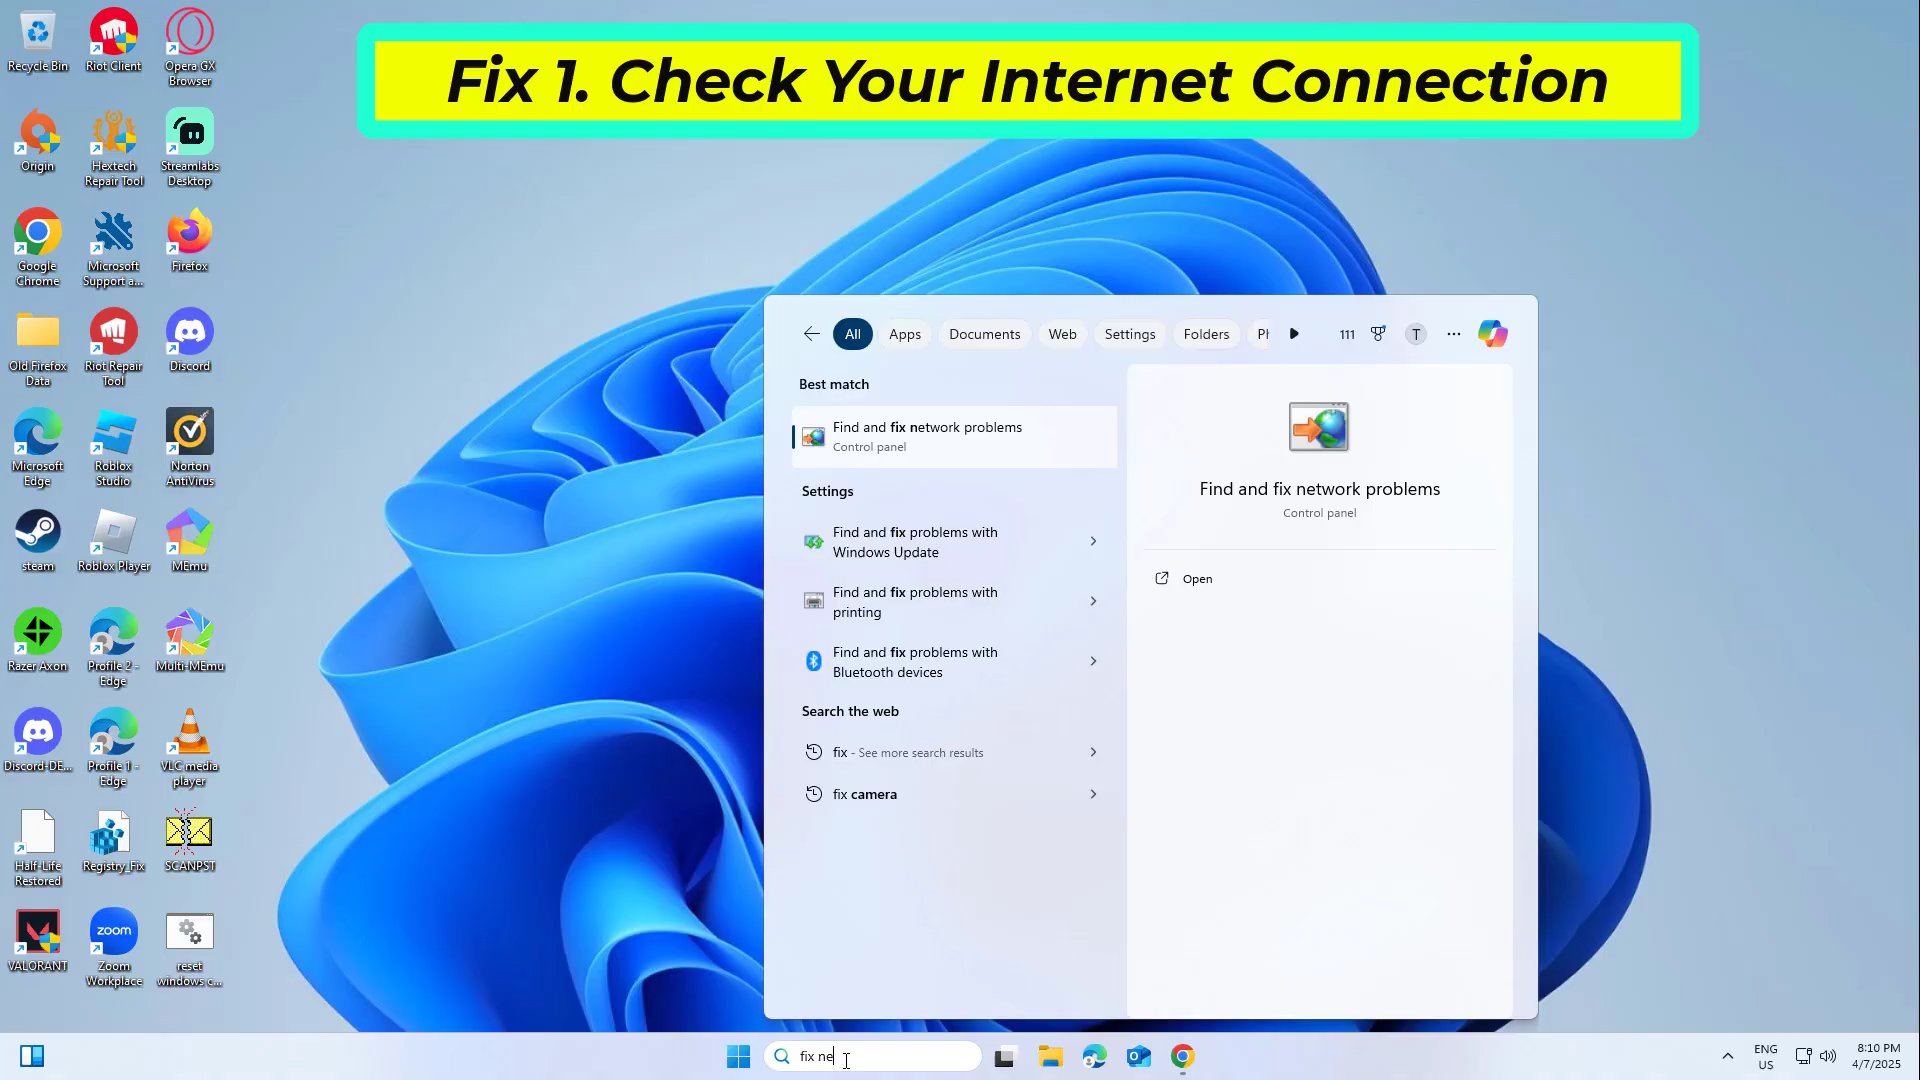 Fix 1. Check Your Internet Connection
Recycle Bin
Riot Client
Opera GX
Browser
Origin
Hextech
Repair Tool
Streamlabs
Desktop
Google
Chrome
Microsoft
Support a...
Firefox
Old Firefox
Data
Riot Repair
Tool
Discord
Microsoft
Edge
Roblox
Studio
Norton
AntiVirus
steam
Roblox Player
MEmu
Razer Axon
Profile 2 -
Edge
Multi-MEmu
Discord-DE...
Profile 1 -
Edge
VLC media
player
Half-Life
Restored
Registry_Fix
SCANPST
VALORANT
zoom
Zoom
Workplace
reset
windows c...
All
Apps
Documents
Web
Settings
Folders
Ph
111
T
Best match
Find and fix network problems
Control panel
Settings
Find and fix problems with
Windows Update
Find and fix problems with
printing
Find and fix problems with
Bluetooth devices
Search the web
fix - See more search results
fix camera
Find and fix network problems
Control panel
Open
fix ne
ENG
US
8:10 PM
4/7/2025